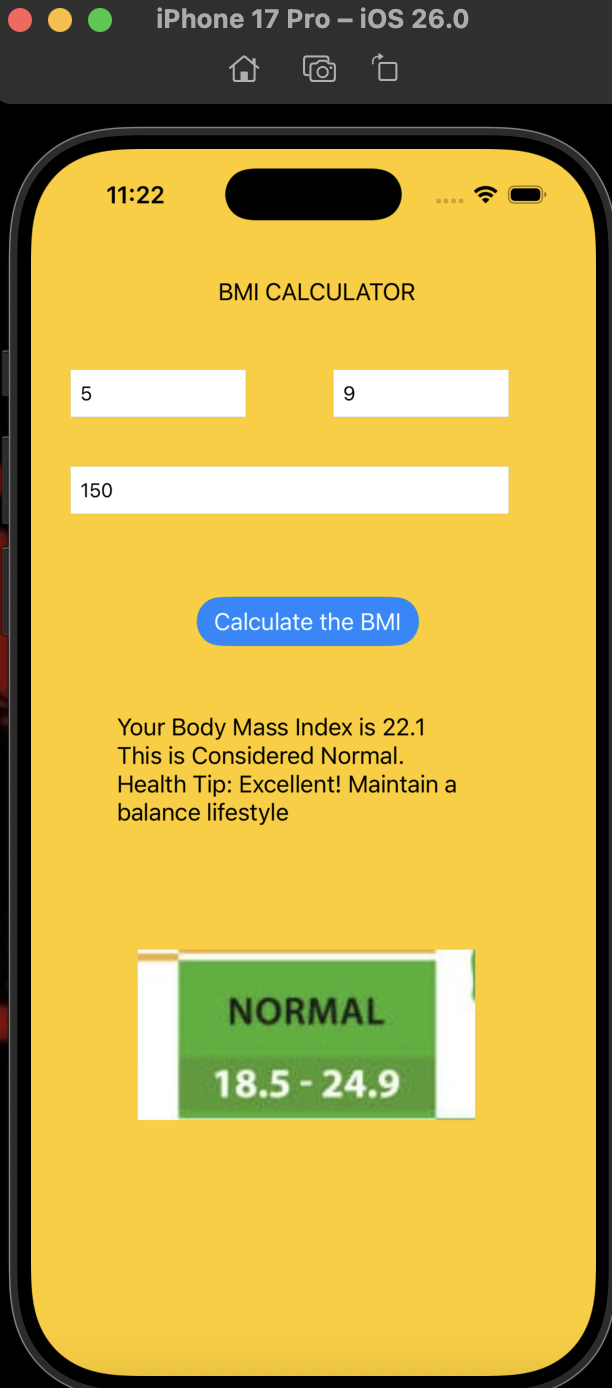 iPhone 17 Pro – iOS 26.0
11:22
BMI CALCULATOR
5 9
150
Calculate the BMI
Your Body Mass Index is 22.1
This is Considered Normal.
Health Tip: Excellent! Maintain a
balance lifestyle
NORMAL
18.5 - 24.9